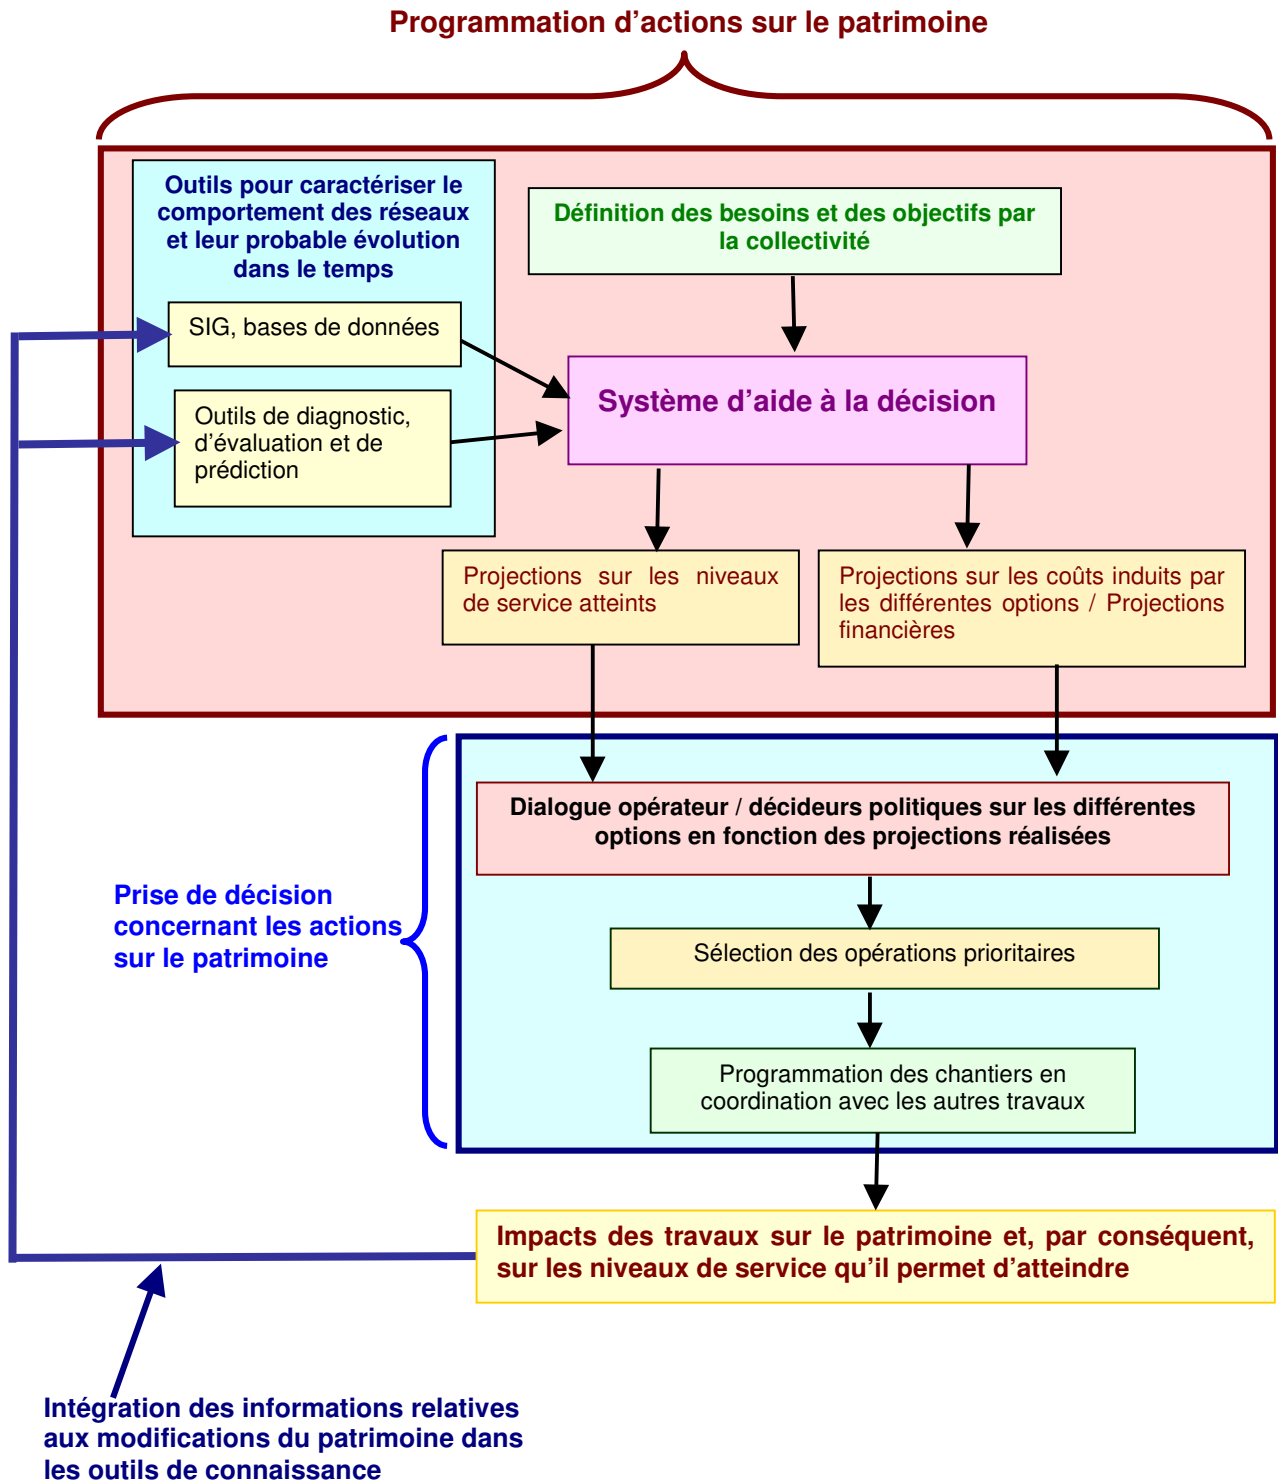 Programmation d'actions sur le patrimoine
Outils pour caractériser le
comportement des réseaux
et leur probable évolution
dans le temps
Définition des besoins et des objectifs par
la collectivité
SIG, bases de données
Système d'aide à la décision
Outils de diagnostic,
d'évaluation et de
prédiction
Projections sur les niveaux
de service atteints
Projections sur les coûts induits par
les différentes options / Projections
financières
Dialogue opérateur / décideurs politiques sur les différentes
options en fonction des projections réalisées
Prise de décision
concernant les actions
sur le patrimoine
Sélection des opérations prioritaires
Programmation des chantiers en
coordination avec les autres travaux
Impacts des travaux sur le patrimoine et, par conséquent,
sur les niveaux de service qu'il permet d'atteindre
Intégration des informations relatives
aux modifications du patrimoine dans
les outils de connaissance